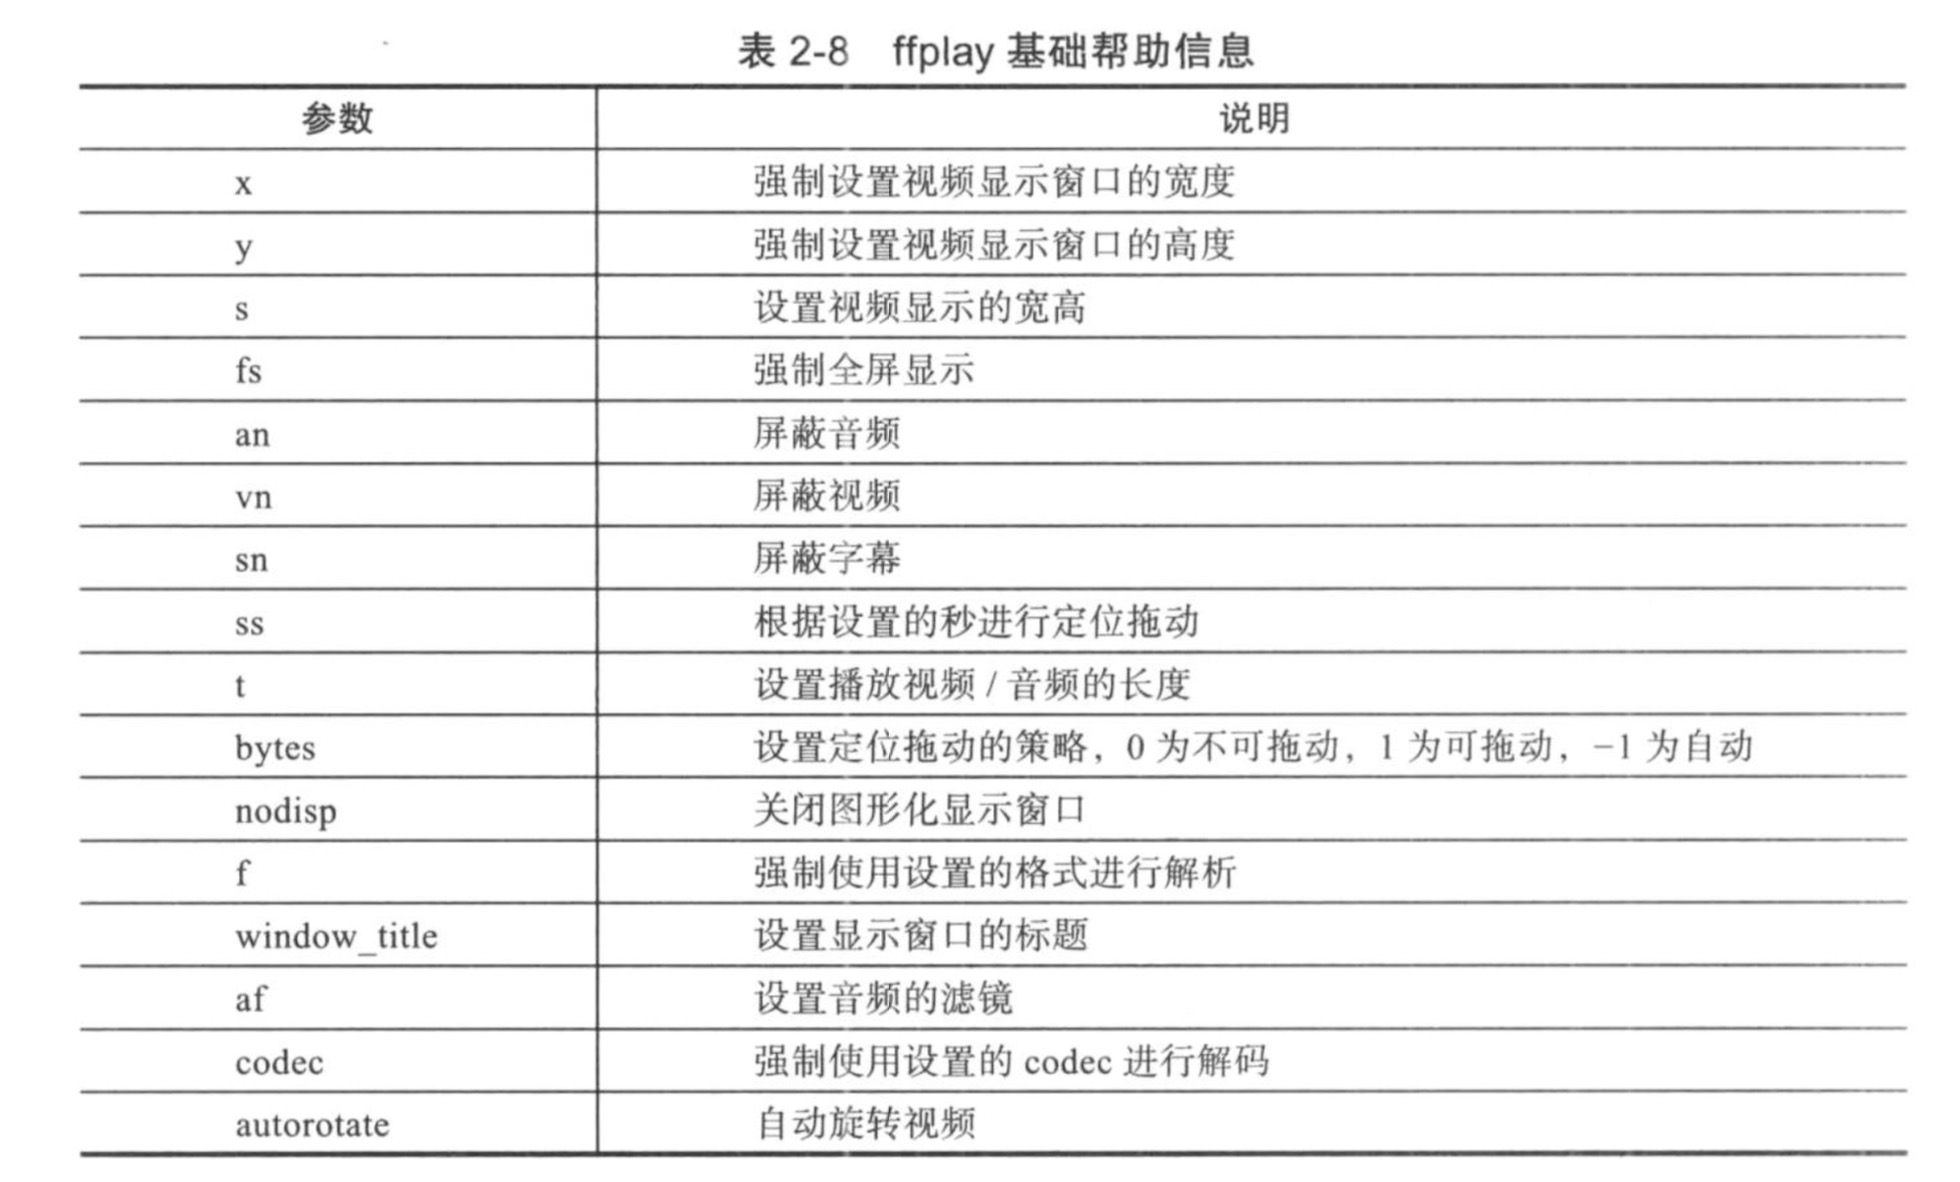 表 2-8 ffplay 基础帮助信息
参数 说明
x 强制设置视频显示窗口的宽度
y 强制设置视频显示窗口的高度
s 设置视频显示的宽高
fs 强制全屏显示
an 屏蔽音频
vn 屏蔽视频
sn 屏蔽字幕
ss 根据设置的秒进行定位拖动
t 设置播放视频 / 音频的长度
bytes 设置定位拖动的策略，0 为不可拖动，1 为可拖动，-1 为自动
nodisp 关闭图形化显示窗口
f 强制使用设置的格式进行解析
window_title 设置显示窗口的标题
af 设置音频的滤镜
codec 强制使用设置的 codec 进行解码
autorotate 自动旋转视频